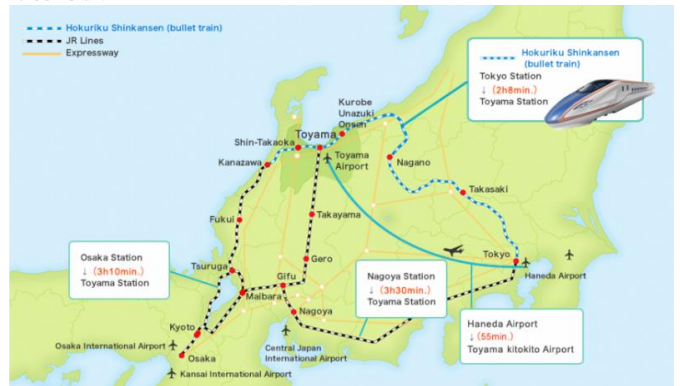 Hokuriku Shinkansen (bullet train)
JR Lines
Expressway
Hokuriku Shinkansen
(bullet train)
Tokyo Station
↓ (2h8min.)
Toyama Station
Kurobe
Unazuki
Onsen
Toyama
Shin-Takaoka
Kanazawa
Toyama
Airport
Nagano
Takasaki
Fukui
Takayama
Osaka Station
↓ (3h10min.)
Toyama Station
Tsuruga
Gero
Gifu
Maibara
Nagoya Station
↓ (3h30min.)
Toyama Station
Tokyo
Haneda Airport
Nagoya
Haneda Airport
↓ (55min.)
Toyama kitokito Airport
Kyoto
Osaka International Airport
Osaka
Central Japan
International Airport
Kansai International Airport